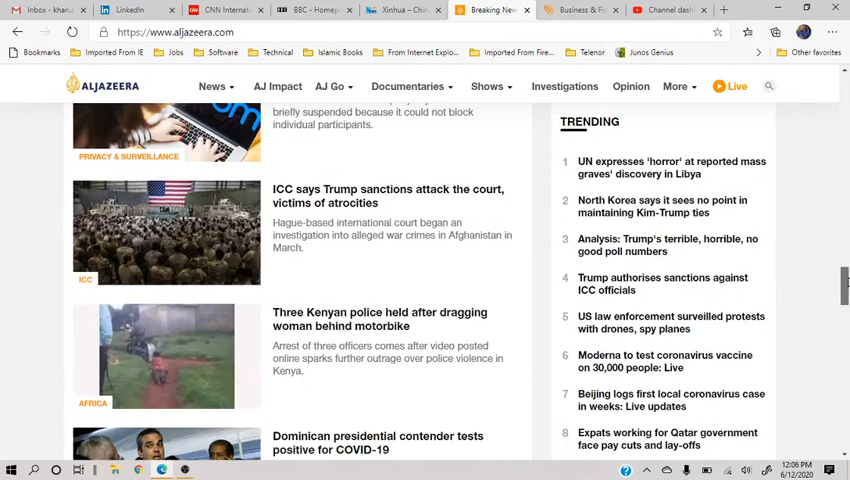 Inbox - khan.a
LinkedIn
CNN Internati
BBC - Homep
Xinhua – Chin
Breaking New
Business & Fi
Channel dash
https://www.aljazeera.com
Bookmarks
Imported From IE
Jobs
Software
Technical
Islamic Books
From Internet Explo...
Imported From Fire...
Telenor
Junos Genius
Other favorites
ALJAZEERA
News
AJ Impact
AJ Go
Documentaries
Shows
Investigations
Opinion
More
Live
briefly suspended because it could not block
individual participants.
PRIVACY & SURVEILLANCE
ICC says Trump sanctions attack the court,
victims of atrocities
Hague-based international court began an
investigation into alleged war crimes in Afghanistan in
March.
ICC
Three Kenyan police held after dragging
woman behind motorbike
Arrest of three officers comes after video posted
online sparks further outrage over police violence in
Kenya.
AFRICA
Dominican presidential contender tests
positive for COVID-19
TRENDING
1 UN expresses 'horror' at reported mass
graves' discovery in Libya
2 North Korea says it sees no point in
maintaining Kim-Trump ties
3 Analysis: Trump's terrible, horrible, no
good poll numbers
4 Trump authorises sanctions against
ICC officials
5 US law enforcement surveilled protests
with drones, spy planes
6 Moderna to test coronavirus vaccine
on 30,000 people: Live
7 Beijing logs first local coronavirus case
in weeks: Live updates
8 Expats working for Qatar government
face pay cuts and lay-offs
12:06 PM
6/12/2020